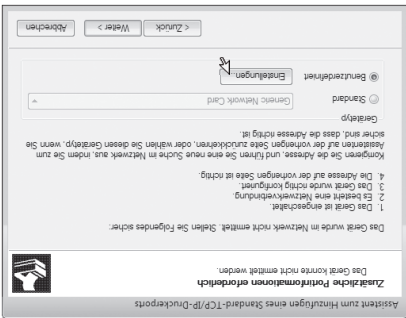 Assistent zum Hinzufügen eines Standard-TCP/IP-Druckerports
Zusätzliche Portinformationen erforderlich
Das Gerät konnte nicht ermittelt werden.
Das Gerät wurde im Netzwerk nicht ermittelt. Stellen Sie Folgendes sicher:
1. Das Gerät ist eingeschaltet.
2. Es besteht eine Netzwerkverbindung.
3. Das Gerät wurde richtig konfiguriert.
4. Die Adresse auf der vorherigen Seite ist richtig.
Korrigieren Sie die Adresse, und führen Sie eine neue Suche im Netzwerk aus, indem Sie zum
Assistenten auf der vorherigen Seite zurückkehren, oder wählen Sie diesen Gerätetyp, wenn Sie
sicher sind, dass die Adresse richtig ist.
Gerätetyp
Standard
Generic Network Card
Benutzerdefiniert
Einstellungen
< Zurück
Weiter >
Abbrechen